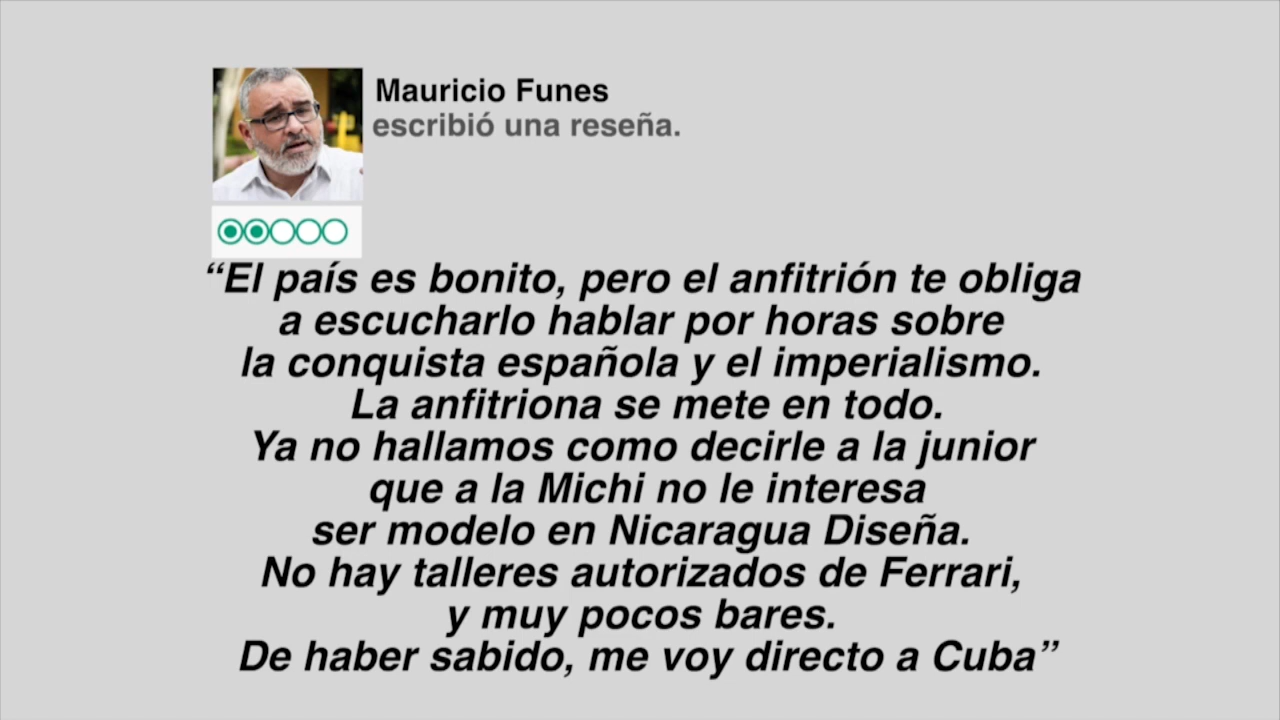 Mauricio Funes
escribió una reseña.
“El país es bonito, pero el anfitrión te obliga
a escucharlo hablar por horas sobre
la conquista española y el imperialismo.
La anfitriona se mete en todo.
Ya no hallamos como decirle a la junior
que a la Michi no le interesa
ser modelo en Nicaragua Diseña.
No hay talleres autorizados de Ferrari,
y muy pocos bares.
De haber sabido, me voy directo a Cuba”